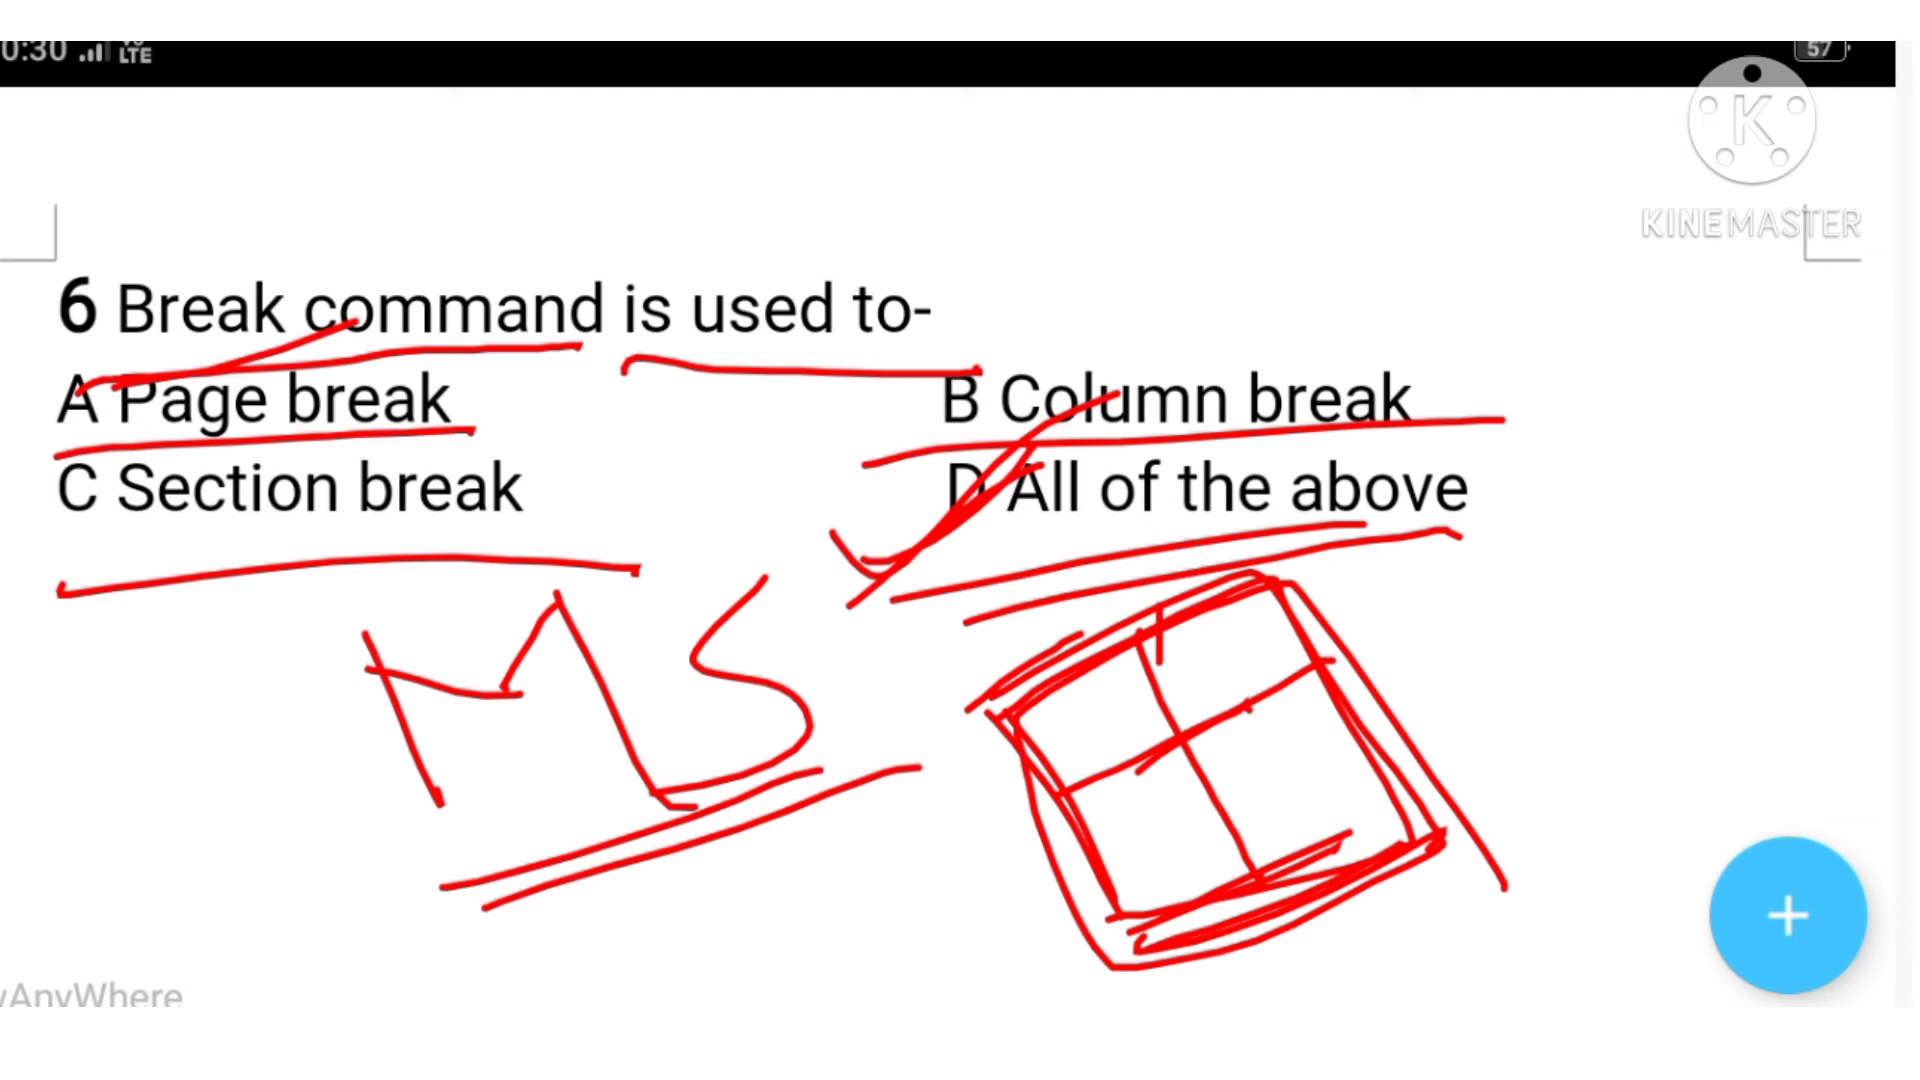 0:30 LTE 57
KINEMASTER
6 Break command is used to-
A Page break B Column break
C Section break D All of the above
MS
AnyWhere